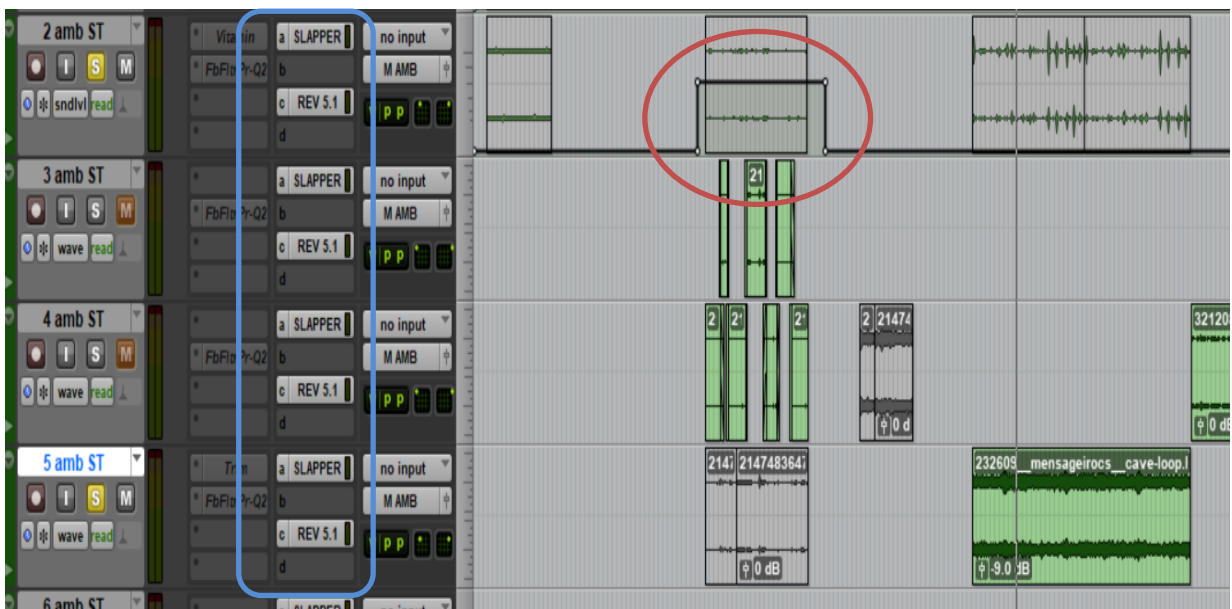 2 amb ST
I S M
sndlvl read
Vitamin
FbFltrPr-Q2
a SLAPPER
b
c REV 5.1
d
no input
M AMB
P P
3 amb ST
I S M
wave read
FbFltrPr-Q2
a SLAPPER
b
c REV 5.1
d
no input
M AMB
P P
21
4 amb ST
I S M
wave read
FbFltrPr-Q2
a SLAPPER
b
c REV 5.1
d
no input
M AMB
P P
2 21 21
2 21474
0 d
32120
0 dB
5 amb ST
I S M
wave read
Trim
FbFltrPr-Q2
a SLAPPER
b
c REV 5.1
d
no input
M AMB
P P
2147 2147483647
0 dB
232609__mensageirocs__cave-loop.
-9.0 dB
6 amb ST
a SLAPPER
no input